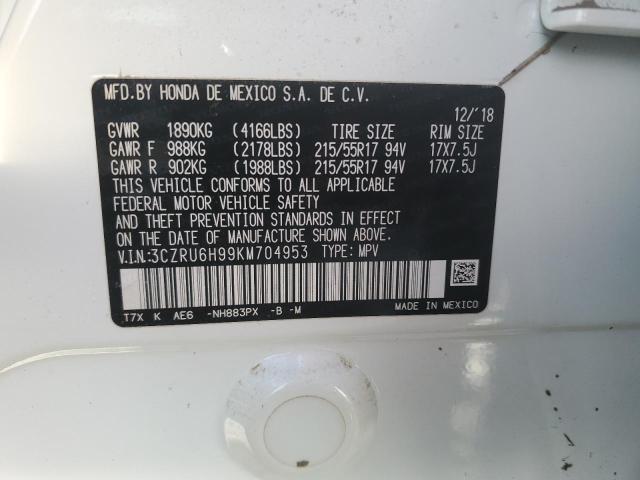 MFD.BY HONDA DE MEXICO S.A. DE C.V.
12/'18
GVWR 1890KG (4166LBS) TIRE SIZE RIM SIZE
GAWR F 988KG (2178LBS) 215/55R17 94V 17X7.5J
GAWR R 902KG (1988LBS) 215/55R17 94V 17X7.5J
THIS VEHICLE CONFORMS TO ALL APPLICABLE
FEDERAL MOTOR VEHICLE SAFETY
AND THEFT PREVENTION STANDARDS IN EFFECT
ON THE DATE OF MANUFACTURE SHOWN ABOVE.
V.I.N.:3CZRU6H99KM704953 TYPE: MPV
T7X K AE6 -NH883PX -B -M MADE IN MEXICO